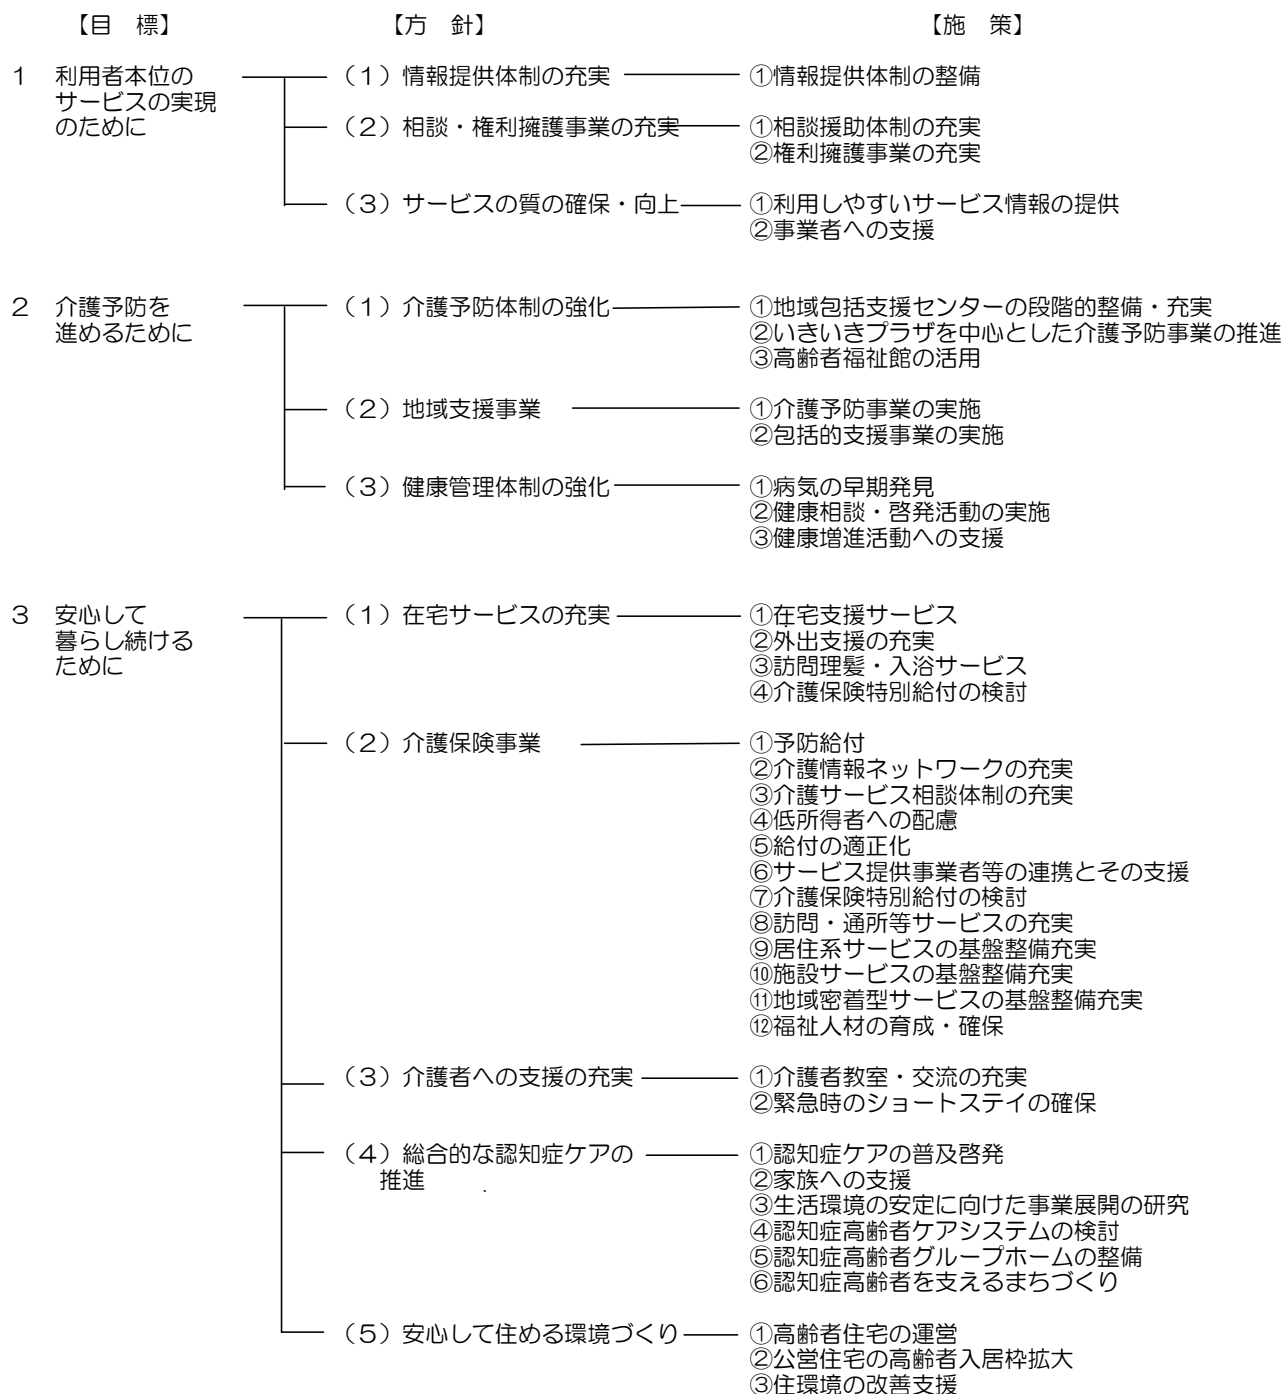 【目　標】　【方　針】　【施　策】
１　利用者本位の　（１）情報提供体制の充実　①情報提供体制の整備
サービスの実現
のために　（２）相談・権利擁護事業の充実　①相談援助体制の充実
②権利擁護事業の充実
（３）サービスの質の確保・向上　①利用しやすいサービス情報の提供
②事業者への支援
２　介護予防を　（１）介護予防体制の強化　①地域包括支援センターの段階的整備・充実
進めるために　②いきいきプラザを中心とした介護予防事業の推進
③高齢者福祉館の活用
（２）地域支援事業　①介護予防事業の実施
②包括的支援事業の実施
（３）健康管理体制の強化　①病気の早期発見
②健康相談・啓発活動の実施
③健康増進活動への支援
３　安心して　（１）在宅サービスの充実　①在宅支援サービス
暮らし続ける　②外出支援の充実
ために　③訪問理髪・入浴サービス
④介護保険特別給付の検討
（２）介護保険事業　①予防給付
②介護情報ネットワークの充実
③介護サービス相談体制の充実
④低所得者への配慮
⑤給付の適正化
⑥サービス提供事業者等の連携とその支援
⑦介護保険特別給付の検討
⑧訪問・通所等サービスの充実
⑨居住系サービスの基盤整備充実
⑩施設サービスの基盤整備充実
⑪地域密着型サービスの基盤整備充実
⑫福祉人材の育成・確保
（３）介護者への支援の充実　①介護者教室・交流の充実
②緊急時のショートステイの確保
（４）総合的な認知症ケアの　①認知症ケアの普及啓発
推進　②家族への支援
③生活環境の安定に向けた事業展開の研究
④認知症高齢者ケアシステムの検討
⑤認知症高齢者グループホームの整備
⑥認知症高齢者を支えるまちづくり
（５）安心して住める環境づくり　①高齢者住宅の運営
②公営住宅の高齢者入居枠拡大
③住環境の改善支援